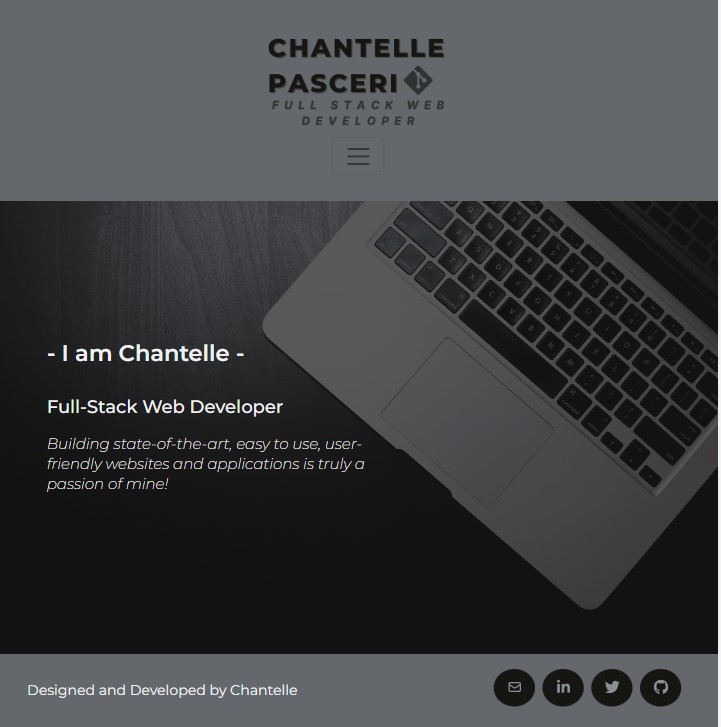 CHANTELLE
PASCERI
FULL STACK WEB
DEVELOPER
- I am Chantelle -
Full-Stack Web Developer
Building state-of-the-art, easy to use, user-
friendly websites and applications is truly a
passion of mine!
Designed and Developed by Chantelle